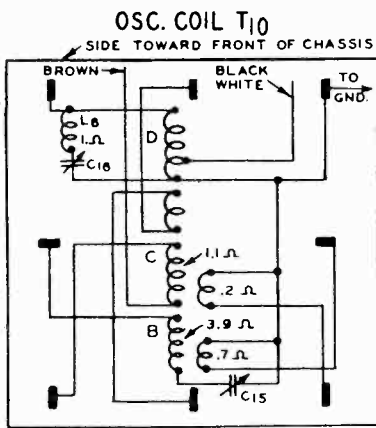 OSC. COIL T10
SIDE TOWARD FRONT OF CHASSIS
BROWN
BLACK
WHITE
TO
GND.
L8
1.Ω
C18
D
C
1.1 Ω
.2 Ω
B
3.9 Ω
.7 Ω
C15